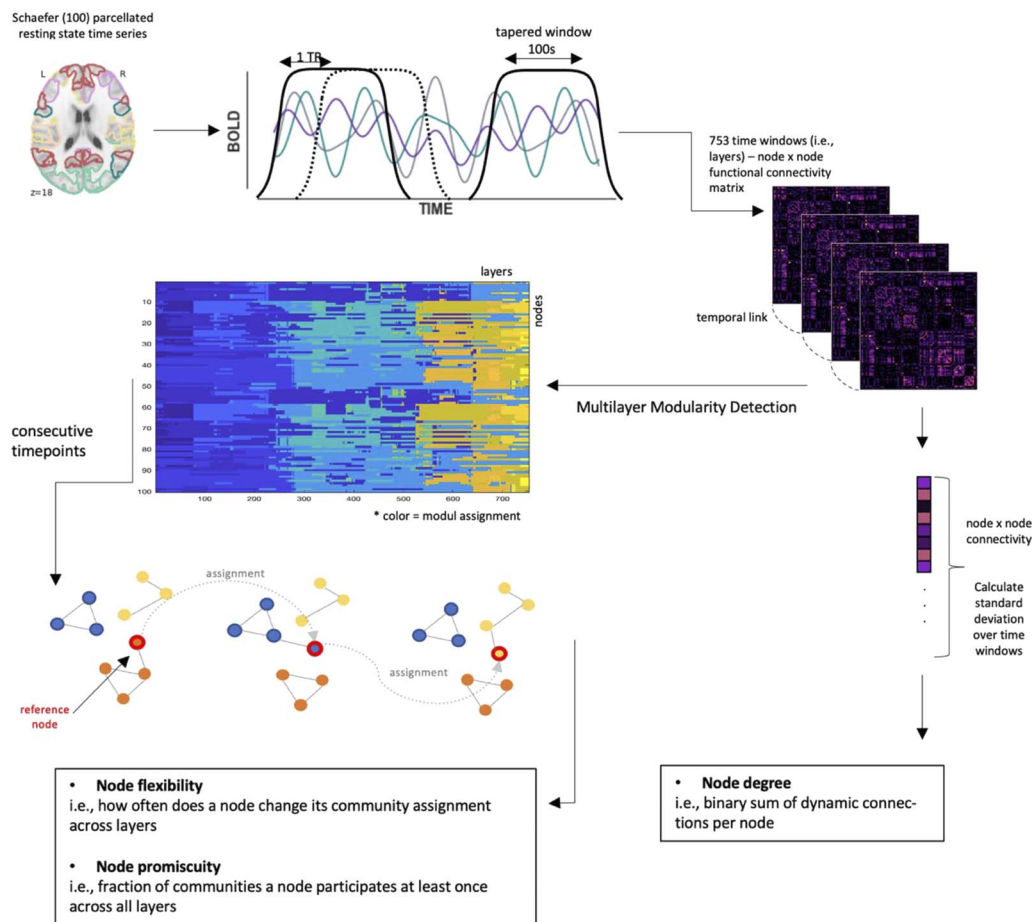 Schaefer (100) parcellated
resting state time series
L
R
z=18
tapered window
1 TR
100s
BOLD
TIME
753 time windows (i.e.,
layers) – node x node
functional connectivity
matrix
temporal link
layers
nodes
10
20
30
40
50
60
70
80
90
100
100
200
300
400
500
600
700
* color = modul assignment
Multilayer Modularity Detection
consecutive
timepoints
node x node
connectivity
Calculate
standard
deviation
over time
windows
assignment
assignment
reference
node
• Node flexibility
i.e., how often does a node change its community assignment
across layers
• Node promiscuity
i.e., fraction of communities a node participates at least once
across all layers
• Node degree
i.e., binary sum of dynamic connec-
tions per node